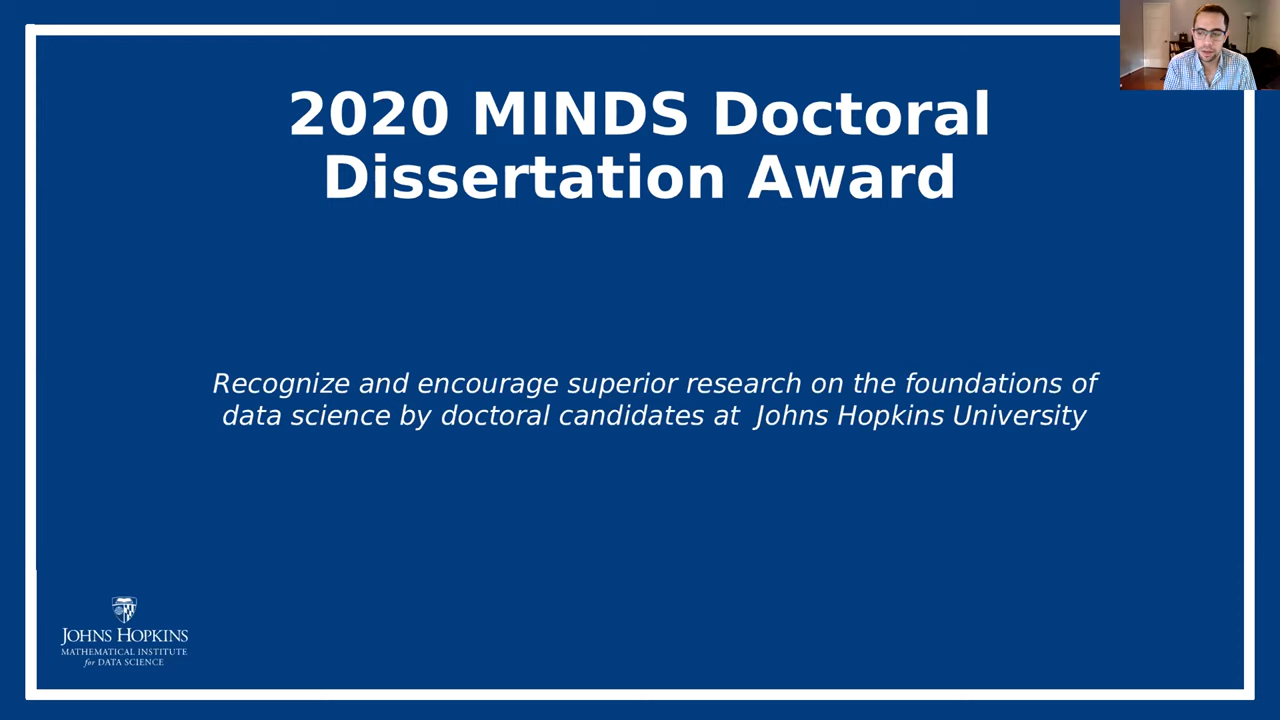 2020 MINDS Doctoral
Dissertation Award
Recognize and encourage superior research on the foundations of
data science by doctoral candidates at  Johns Hopkins University
JOHNS HOPKINS
MATHEMATICAL INSTITUTE
for DATA SCIENCE